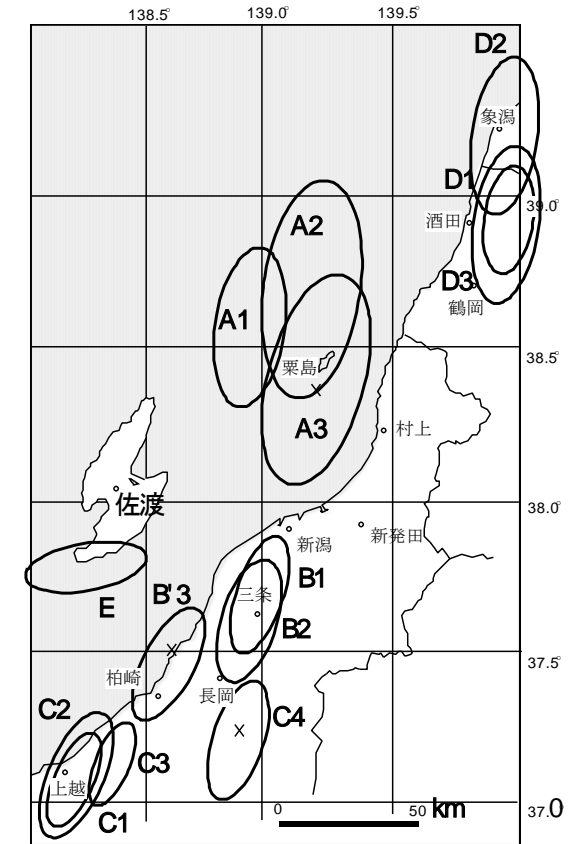 138.5° 139.0° 139.5°
D2
象潟
D1
39.0°
A2
酒田
D3
A1
鶴岡
38.5°
粟島
A3
村上
38.0°
佐渡
新潟
新発田
B1
E
B'3
三条
B2
37.5°
柏崎
長岡
C2
C4
C3
上越
C1
0 50 km
37.0